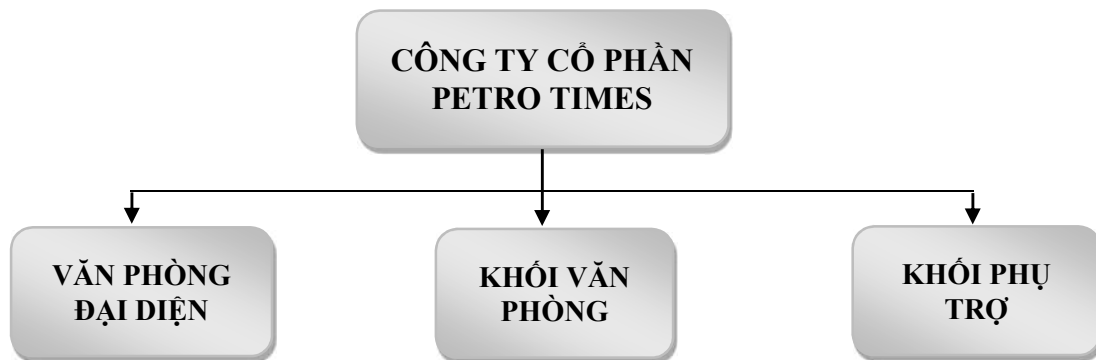 CÔNG TY CỔ PHẦN
PETRO TIMES
VĂN PHÒNG
ĐẠI DIỆN
KHỐI VĂN
PHÒNG
KHỐI PHỤ
TRỢ